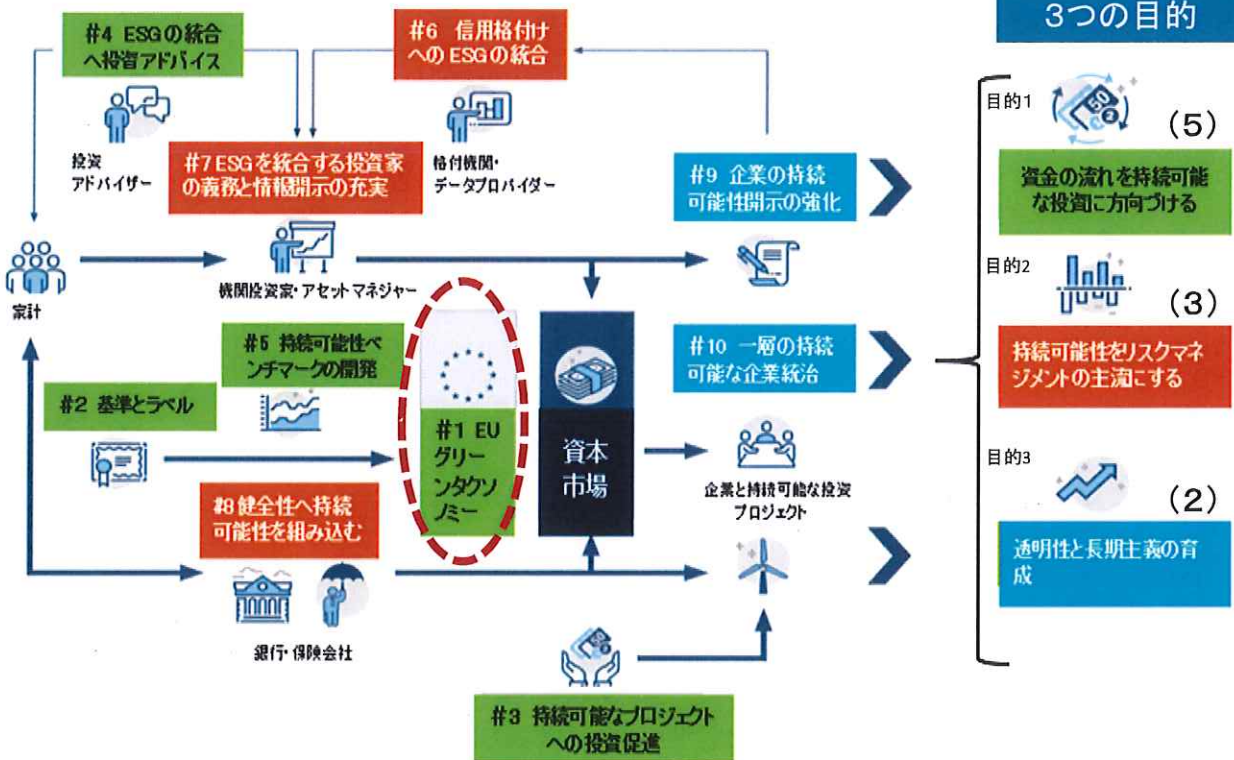 3つの目的
#4 ESGの統合
へ投資アドバイス
#6 信用格付け
へのESGの統合
投資
アドバイザー
#7 ESGを統合する投資家
の義務と情報開示の充実
格付機関・
データプロバイダー
#9 企業の持続
可能性開示の強化
目的1
(5)
資金の流れを持続可能
な投資に方向づける
家計
機関投資家・アセットマネジャー
目的2
(3)
持続可能性をリスクマネ
ジメントの主流にする
#5 持続可能性ベ
ンチマークの開発
#10 一層の持続
可能な企業統治
#2 基準とラベル
#1 EU
グリー
ンタクソ
ノミー
資本
市場
企業と持続可能な投資
プロジェクト
目的3
(2)
透明性と長期主義の育
成
#8 健全性へ持続
可能性を組み込む
銀行・保険会社
#3 持続可能なプロジェクト
への投資促進